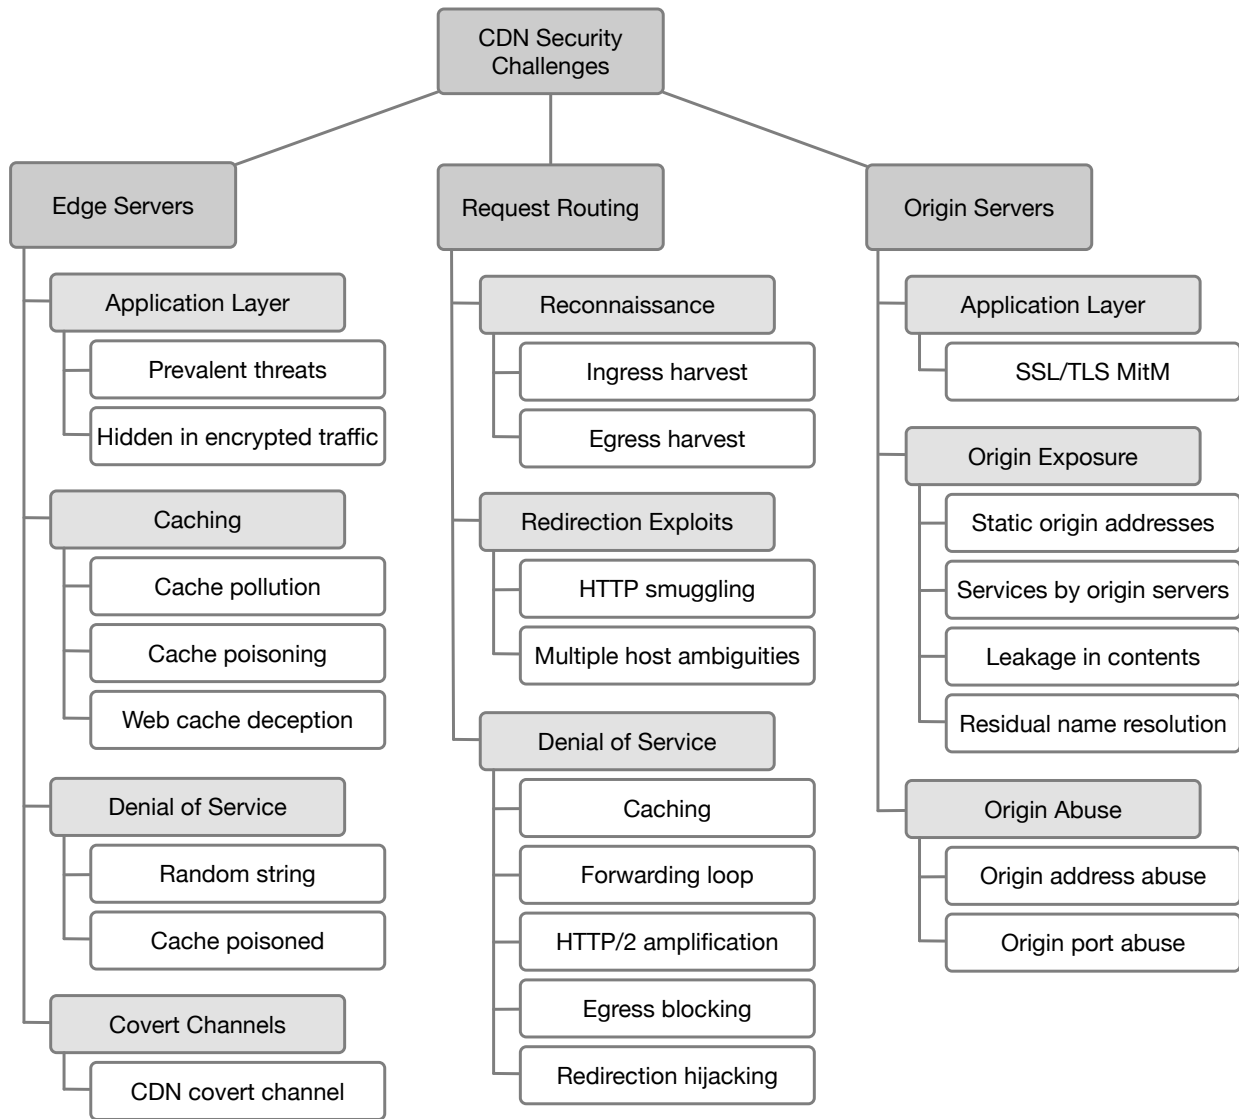 CDN Security
Challenges
Edge Servers
Application Layer
Prevalent threats
Hidden in encrypted traffic
Caching
Cache pollution
Cache poisoning
Web cache deception
Denial of Service
Random string
Cache poisoned
Covert Channels
CDN covert channel
Request Routing
Reconnaissance
Ingress harvest
Egress harvest
Redirection Exploits
HTTP smuggling
Multiple host ambiguities
Denial of Service
Caching
Forwarding loop
HTTP/2 amplification
Egress blocking
Redirection hijacking
Origin Servers
Application Layer
SSL/TLS MitM
Origin Exposure
Static origin addresses
Services by origin servers
Leakage in contents
Residual name resolution
Origin Abuse
Origin address abuse
Origin port abuse